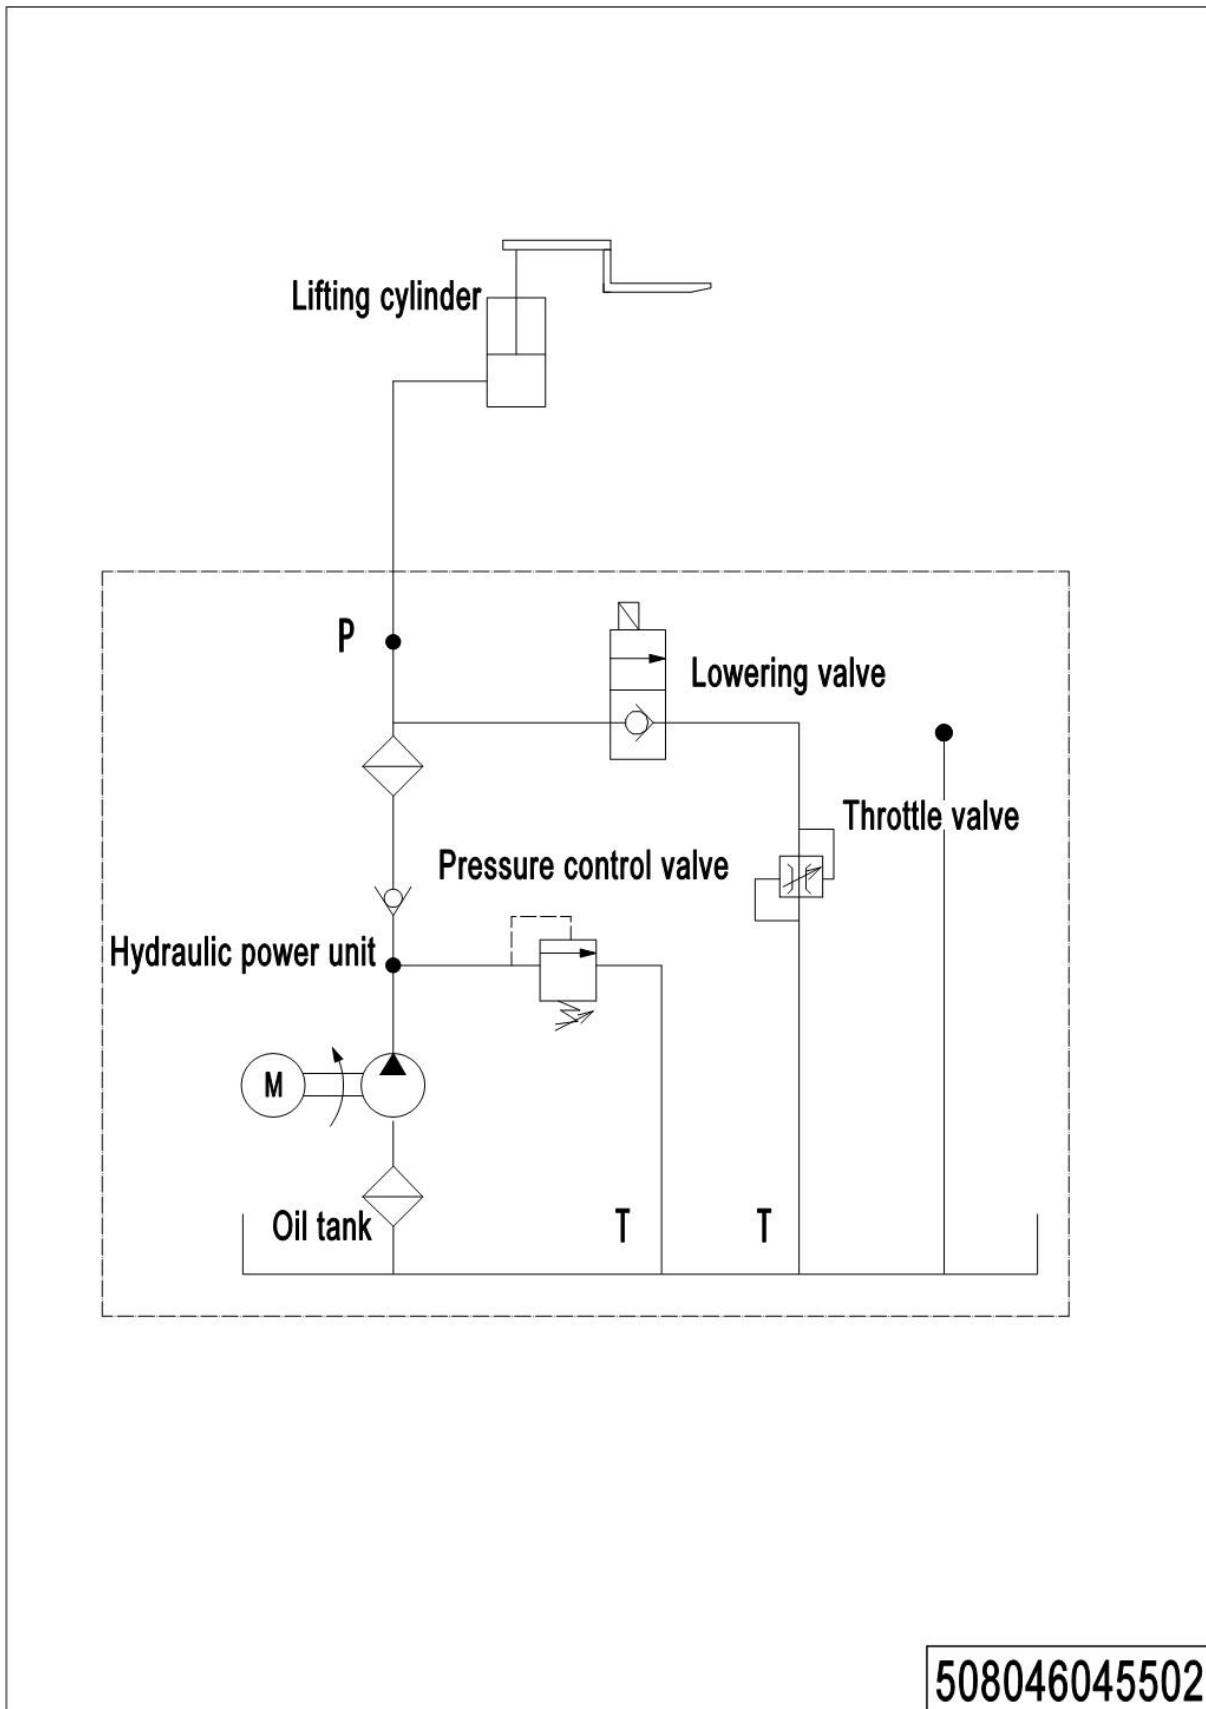 Lifting cylinder
P
Lowering valve
Throttle valve
Pressure control valve
Hydraulic power unit
M
Oil tank
T
T
508046045502